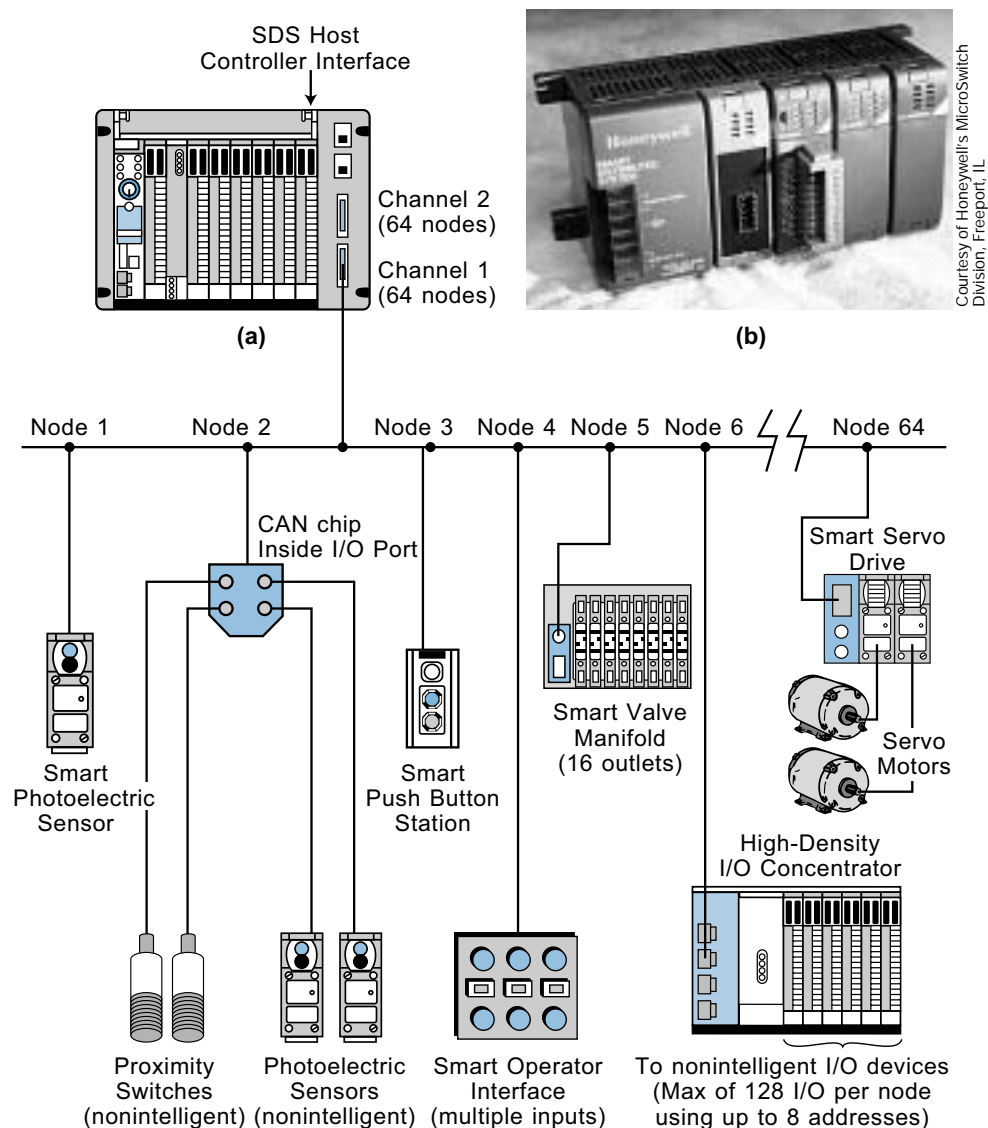 SDS Host
Controller Interface
Channel 2
(64 nodes)
Channel 1
(64 nodes)
(a)
Honeywell
(b)
Courtesy of Honeywell's MicroSwitch
Division, Freeport, IL
Node 1
Node 2
Node 3
Node 4
Node 5
Node 6
Node 64
CAN chip
Inside I/O Port
Smart Servo
Drive
Smart
Photoelectric
Sensor
Smart
Push Button
Station
Smart Valve
Manifold
(16 outlets)
Servo
Motors
High-Density
I/O Concentrator
Proximity
Switches
(nonintelligent)
Photoelectric
Sensors
(nonintelligent)
Smart Operator
Interface
(multiple inputs)
To nonintelligent I/O devices
(Max of 128 I/O per node
using up to 8 addresses)